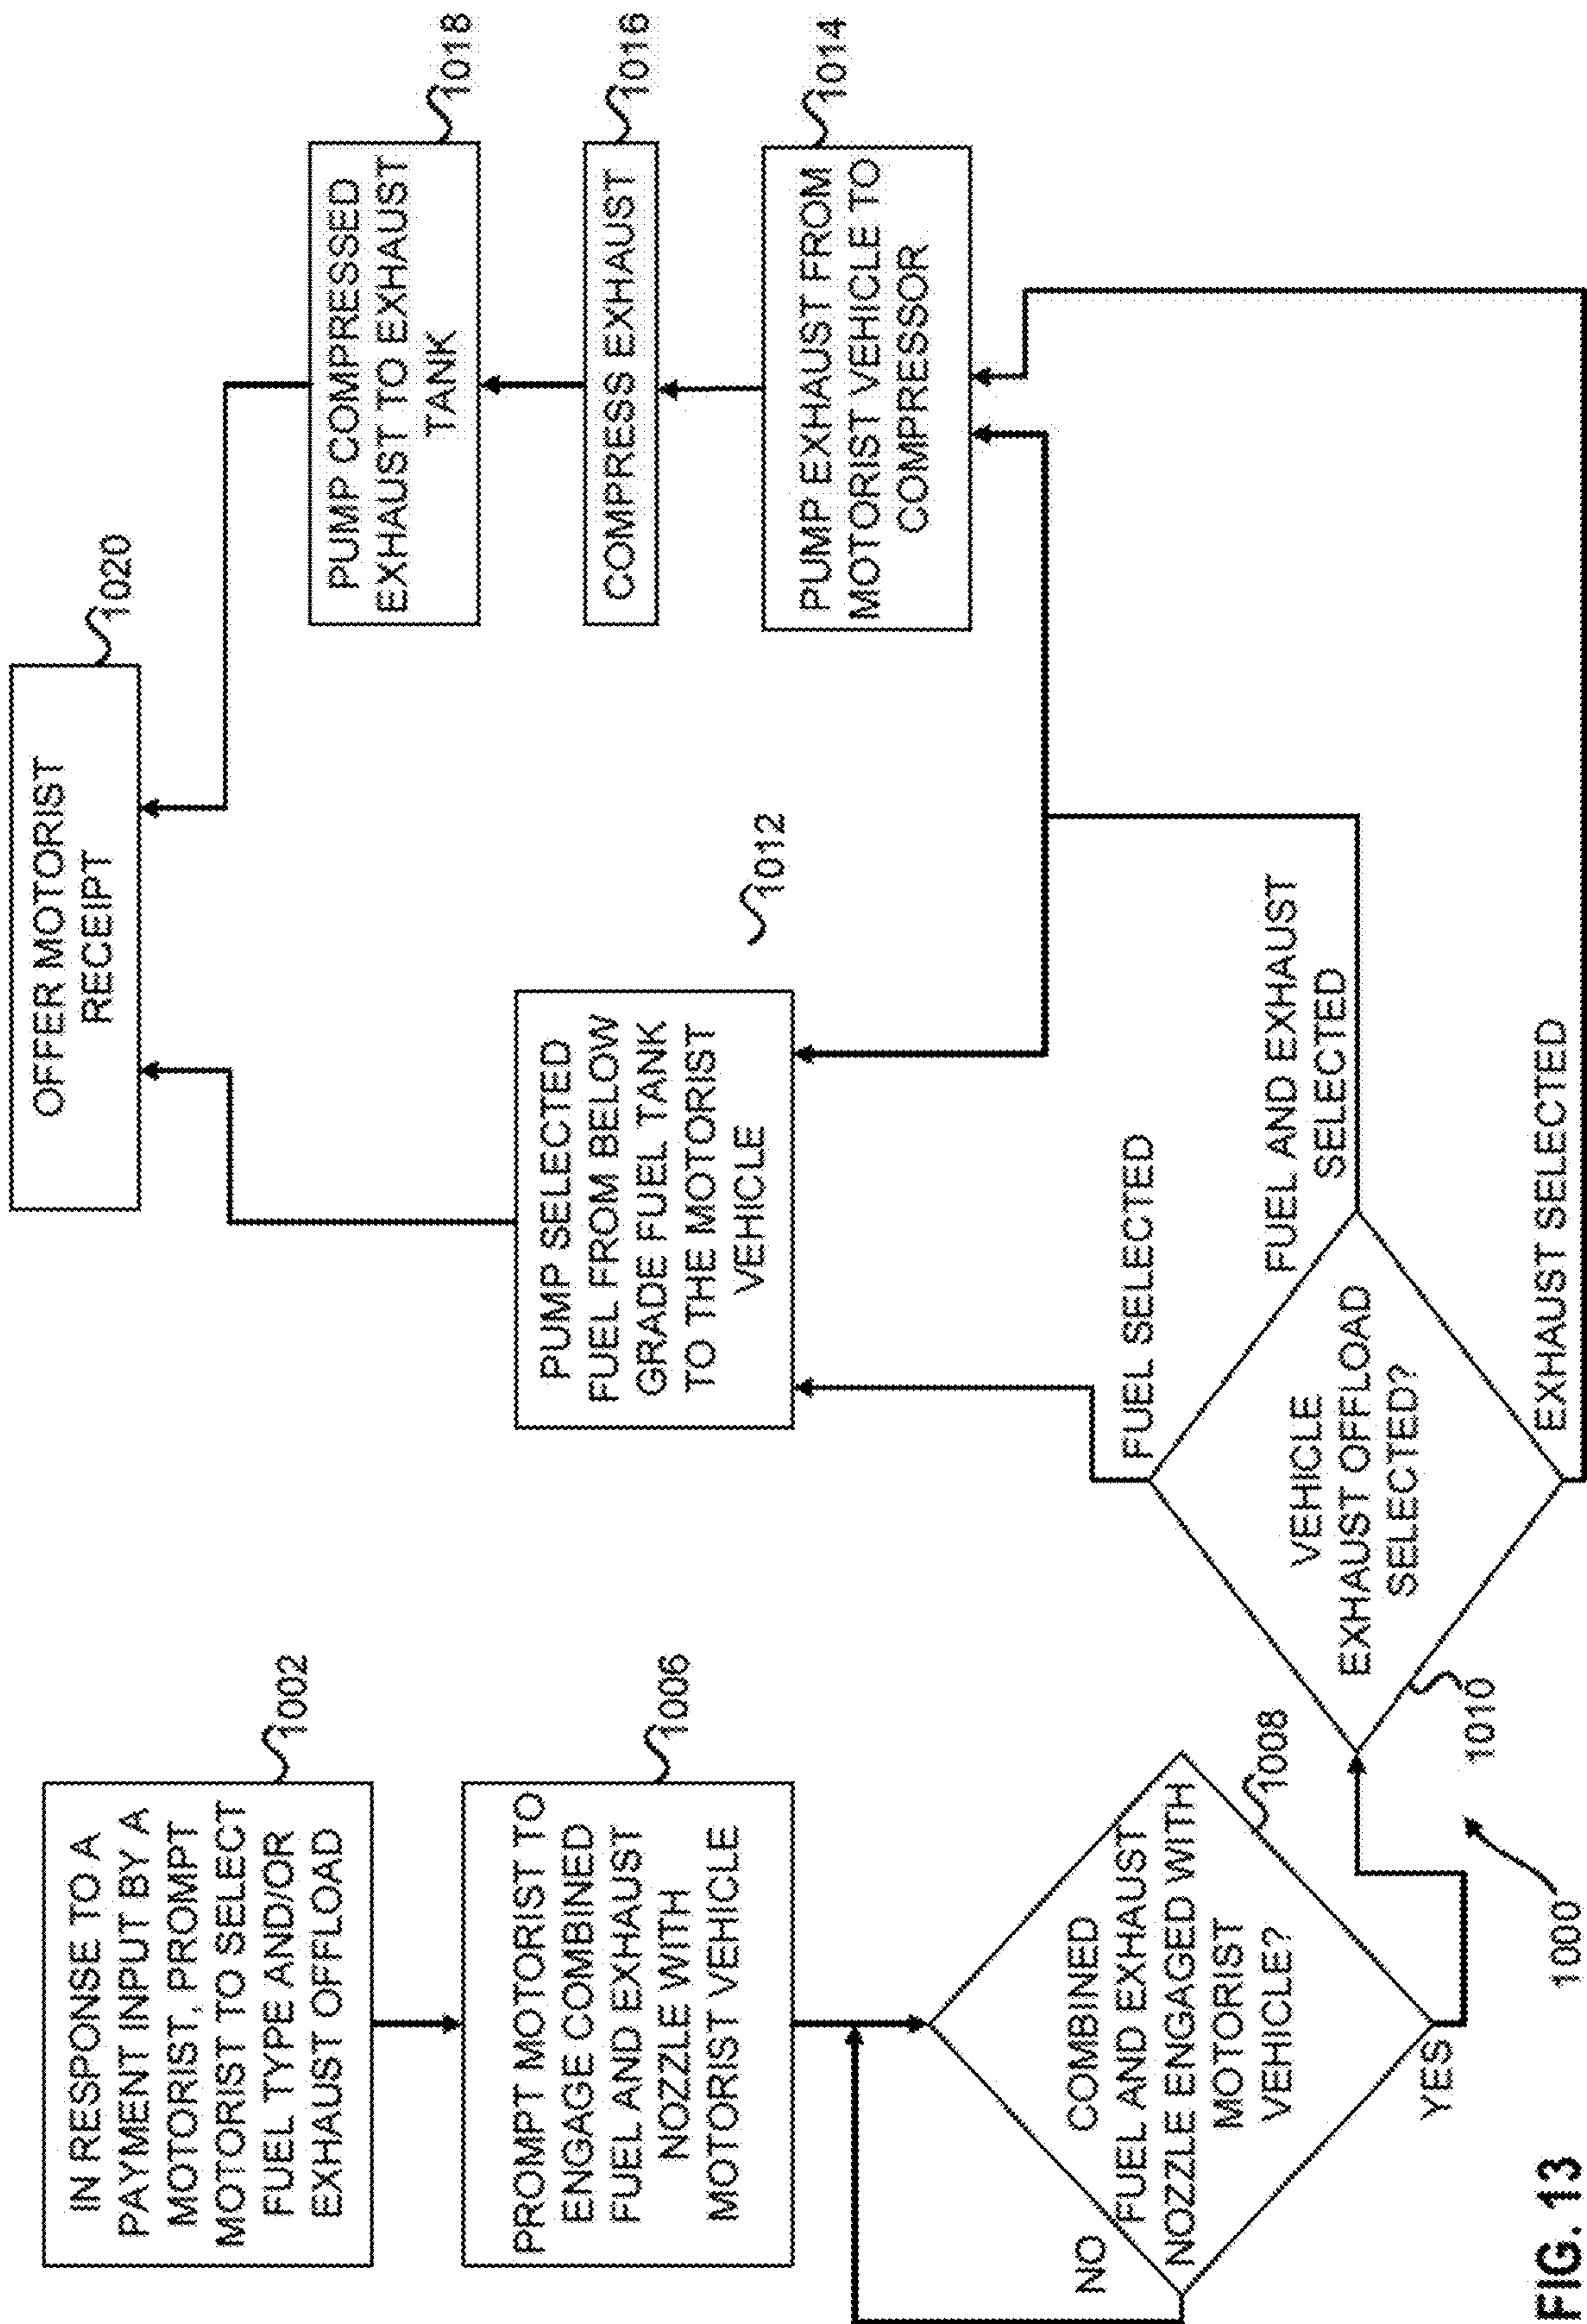 IN RESPONSE TO A
PAYMENT INPUT BY A
MOTORIST, PROMPT
MOTORIST TO SELECT
FUEL TYPE AND/OR
EXHAUST OFFLOAD
1002
PROMPT MOTORIST TO
ENGAGE COMBINED
FUEL AND EXHAUST
NOZZLE WITH
MOTORIST VEHICLE
1006
COMBINED
FUEL AND EXHAUST
NOZZLE ENGAGED WITH
MOTORIST
VEHICLE?
1008
NO
YES
VEHICLE
EXHAUST OFFLOAD
SELECTED?
1010
FUEL SELECTED
FUEL AND EXHAUST
SELECTED
EXHAUST SELECTED
PUMP SELECTED
FUEL FROM BELOW
GRADE FUEL TANK
TO THE MOTORIST
VEHICLE
1012
PUMP EXHAUST FROM
MOTORIST VEHICLE TO
COMPRESSOR
1014
COMPRESS EXHAUST
1016
PUMP COMPRESSED
EXHAUST TO EXHAUST
TANK
1018
OFFER MOTORIST
RECEIPT
1020
1000
FIG. 13